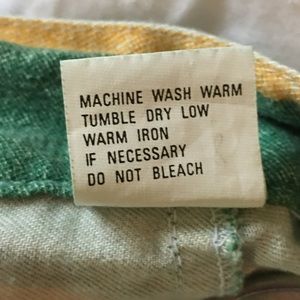 MACHINE WASH WARM
TUMBLE DRY LOW
WARM IRON
IF NECESSARY
DO NOT BLEACH